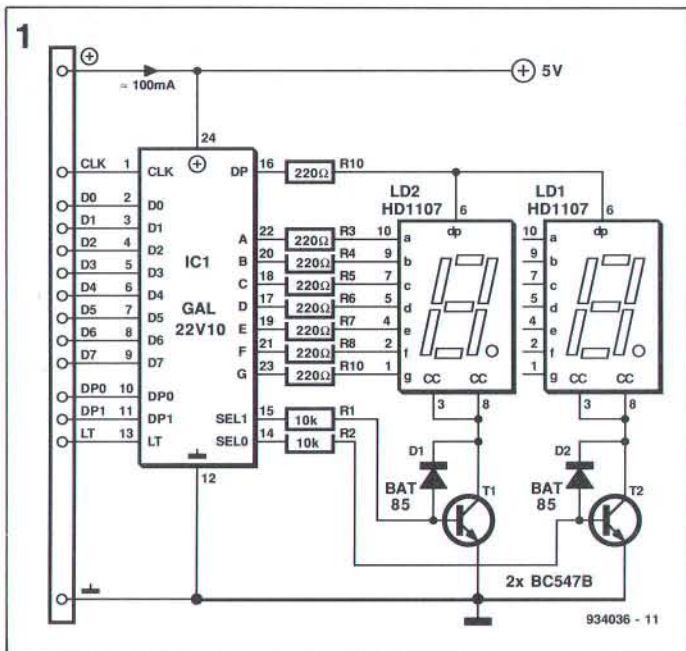 1
⊕
≈ 100mA
⊕ 5V
24
⊕
CLK 1 CLK DP 16 220Ω R10
D0 2 D0
D1 3 D1
D2 4 D2
D3 5 D3
D4 6 D4
D5 7 D5
D6 8 D6
D7 9 D7
DP0 10 DP0
DP1 11 DP1
LT 13 LT
IC1
GAL
22V10
A 22 220Ω R3 10 a
B 20 220Ω R4 9 b
C 18 220Ω R5 7 c
D 17 220Ω R6 5 d
E 19 220Ω R7 4 e
F 21 220Ω R8 2 f
G 23 220Ω R10 1 g
SEL1 15 10k R1
SEL0 14 10k R2
12
LD2
HD1107
6
dp
CC CC
3 8
LD1
HD1107
6
dp
10 a
9 b
7 c
5 d
4 e
2 f
1 g
CC CC
3 8
D1
BAT
85
T1
D2
BAT
85
T2
2x BC547B
934036 - 11